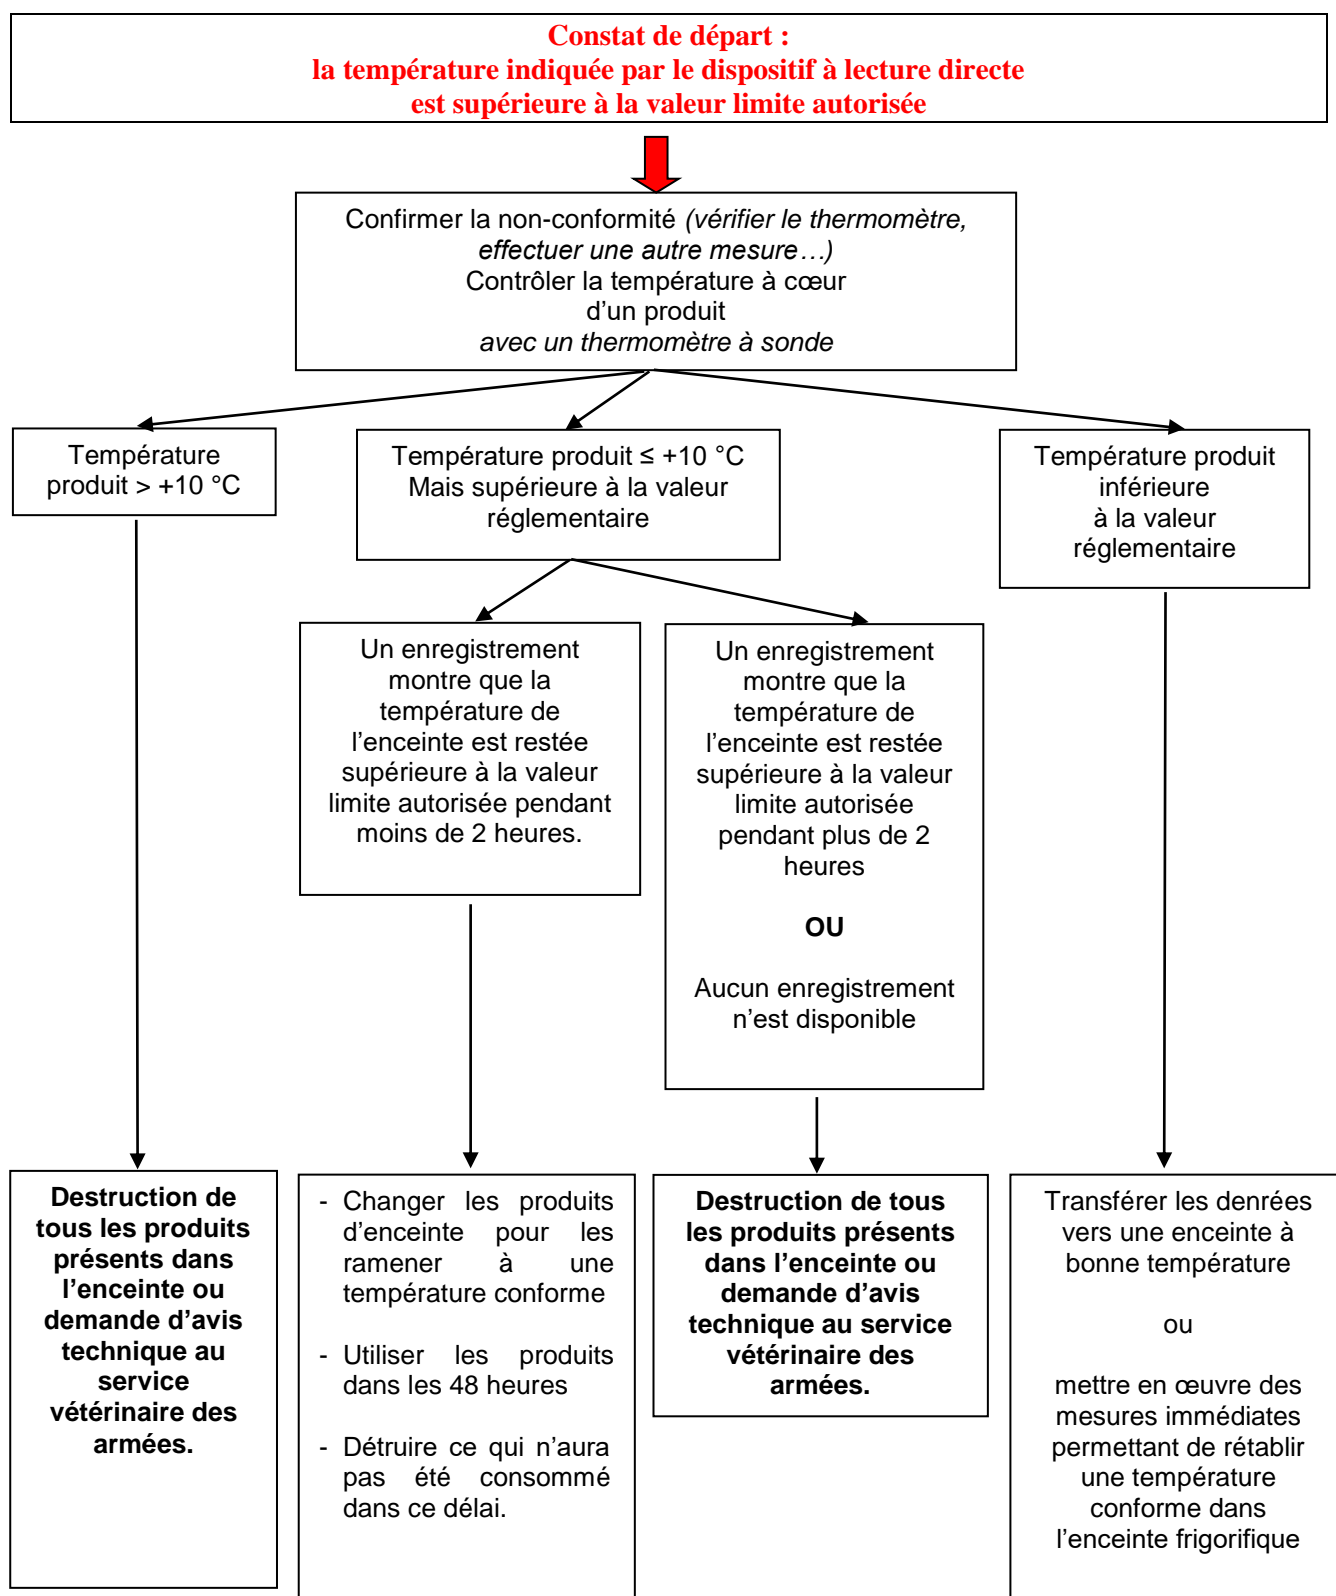 Constat de départ :
la température indiquée par le dispositif à lecture directe
est supérieure à la valeur limite autorisée
Confirmer la non-conformité (vérifier le thermomètre,
effectuer une autre mesure…)
Contrôler la température à cœur
d’un produit
avec un thermomètre à sonde
Température
produit > +10 °C
Température produit ≤ +10 °C
Mais supérieure à la valeur
réglementaire
Température produit
inférieure
à la valeur
réglementaire
Un enregistrement
montre que la
température de
l’enceinte est restée
supérieure à la valeur
limite autorisée pendant
moins de 2 heures.
Un enregistrement
montre que la
température de
l’enceinte est restée
supérieure à la valeur
limite autorisée
pendant plus de 2
heures
OU
Aucun enregistrement
n’est disponible
Destruction de
tous les produits
présents dans
l’enceinte ou
demande d’avis
technique au
service
vétérinaire des
armées.
- Changer les produits
d’enceinte pour les
ramener à une
température conforme
- Utiliser les produits
dans les 48 heures
- Détruire ce qui n’aura
pas été consommé
dans ce délai.
Destruction de tous
les produits présents
dans l’enceinte ou
demande d’avis
technique au service
vétérinaire des
armées.
Transférer les denrées
vers une enceinte à
bonne température
ou
mettre en œuvre des
mesures immédiates
permettant de rétablir
une température
conforme dans
l’enceinte frigorifique